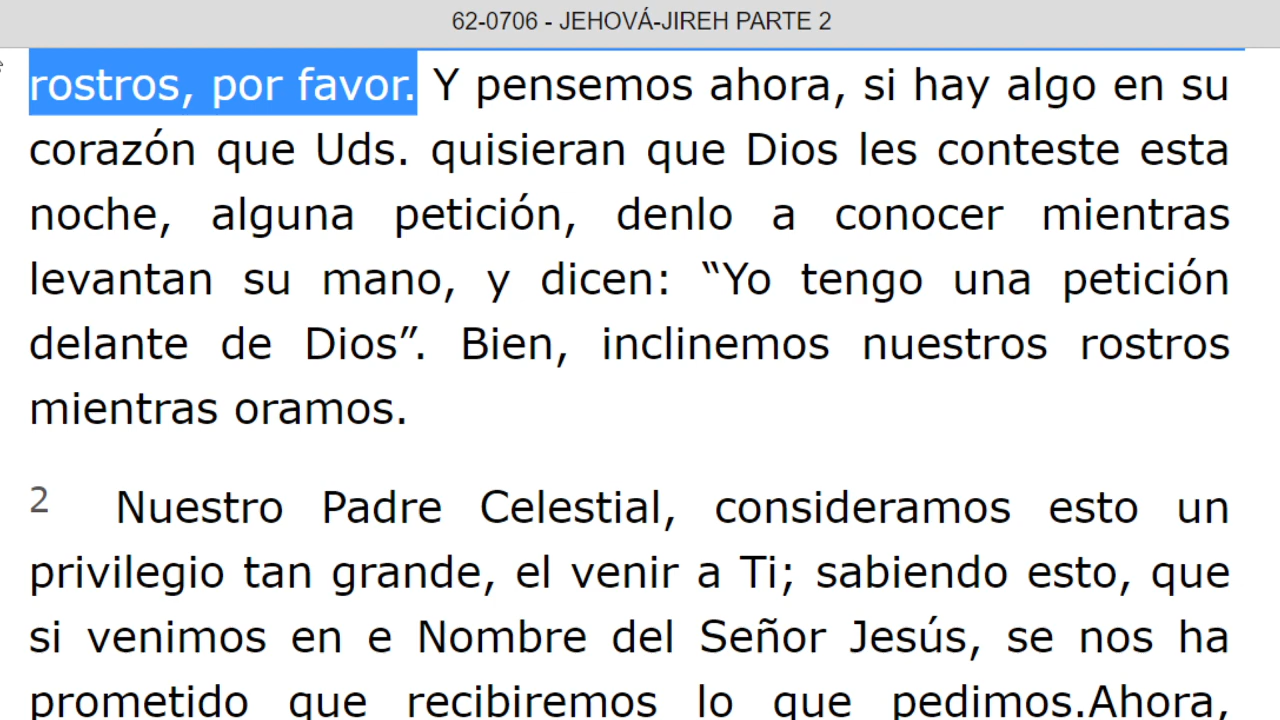 62-0706 - JEHOVÁ-JIREH PARTE 2
rostros, por favor. Y pensemos ahora, si hay algo en su
corazón que Uds. quisieran que Dios les conteste esta
noche, alguna petición, denlo a conocer mientras
levantan su mano, y dicen: “Yo tengo una petición
delante de Dios”. Bien, inclinemos nuestros rostros
mientras oramos.
2 Nuestro Padre Celestial, consideramos esto un
privilegio tan grande, el venir a Ti; sabiendo esto, que
si venimos en e Nombre del Señor Jesús, se nos ha
prometido que recibiremos lo que pedimos.Ahora,